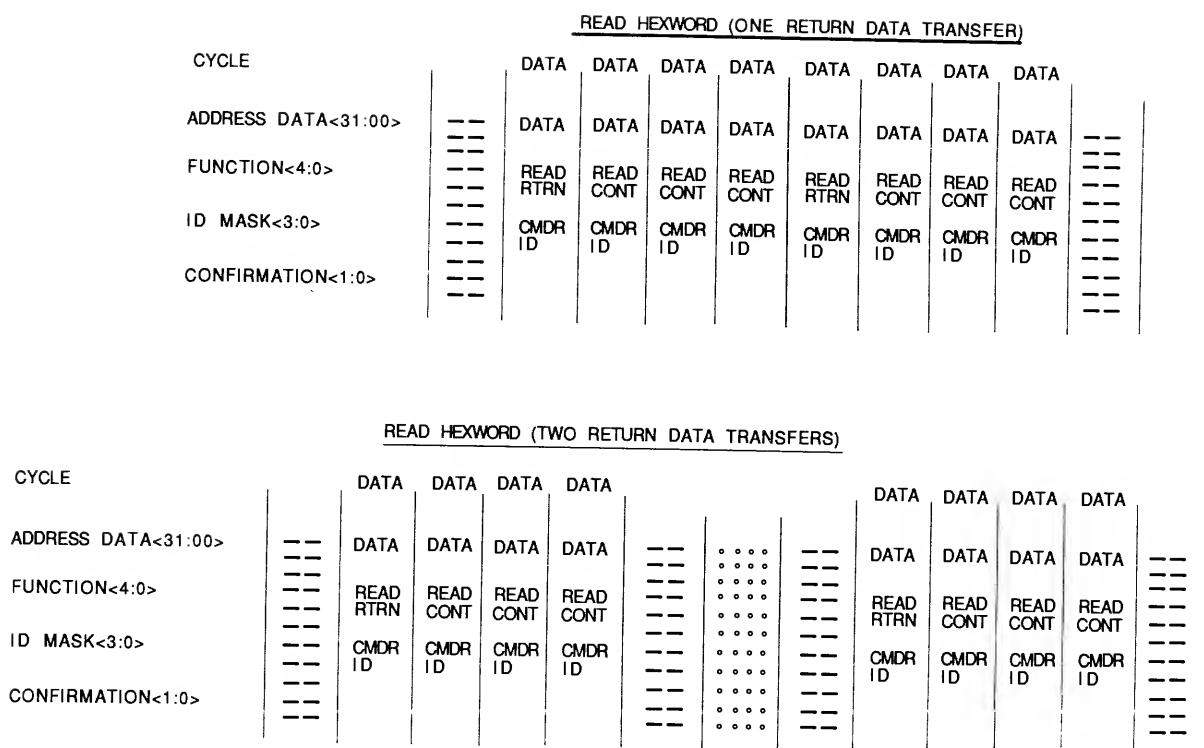 READ HEXWORD (ONE RETURN DATA TRANSFER)
CYCLE DATA DATA DATA DATA DATA DATA DATA DATA
ADDRESS DATA<31:00> DATA DATA DATA DATA DATA DATA DATA DATA
FUNCTION<4:0> READ READ READ READ READ READ READ READ
RTRN CONT CONT CONT RTRN CONT CONT CONT
ID MASK<3:0> CMDR CMDR CMDR CMDR CMDR CMDR CMDR CMDR
ID ID ID ID ID ID ID ID
CONFIRMATION<1:0>
READ HEXWORD (TWO RETURN DATA TRANSFERS)
CYCLE DATA DATA DATA DATA DATA DATA DATA DATA
ADDRESS DATA<31:00> DATA DATA DATA DATA DATA DATA DATA DATA
FUNCTION<4:0> READ READ READ READ READ READ READ READ
RTRN CONT CONT CONT RTRN CONT CONT CONT
ID MASK<3:0> CMDR CMDR CMDR CMDR CMDR CMDR CMDR CMDR
ID ID ID ID ID ID ID ID
CONFIRMATION<1:0>